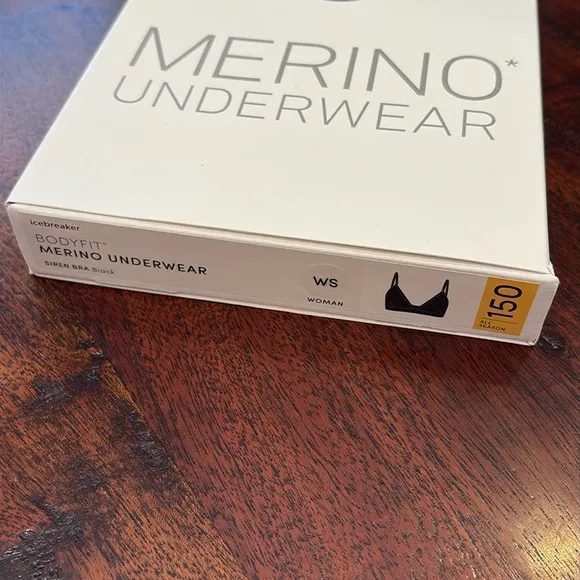 MERINO*
UNDERWEAR
icebreaker
BODYFIT*
MERINO UNDERWEAR
SIREN BRA Black
WS
WOMAN
150
ALL
SEASON